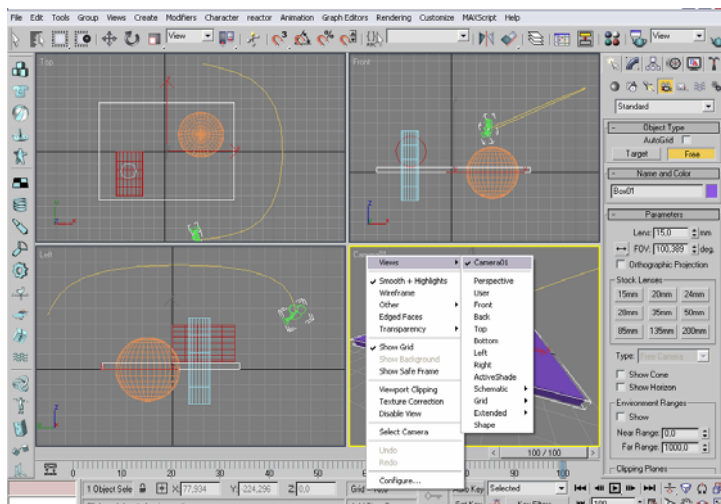 File Edit Tools Group Views Create Modifiers Character reactor Animation Graph Editors Rendering Customize MAXScript Help
View
View
Top
Front
Left
Standard
Object Type
AutoGrid
Target Free
Name and Color
Box01
Parameters
Lens: 15,0 mm
FOV: 100,389 deg.
Orthographic Projection
Stock Lenses
15mm 20mm 24mm
28mm 35mm 50mm
85mm 135mm 200mm
Type: Free Camera
Show Cone
Show Horizon
Environment Ranges
Show
Near Range: 0,0
Far Range: 1000,0
Clipping Planes
Views
Smooth + Highlights
Wireframe
Other
Edged Faces
Transparency
Show Grid
Show Background
Show Safe Frame
Viewport Clipping
Texture Correction
Disable View
Select Camera
Undo
Redo
Configure...
Camera01
Perspective
User
Front
Back
Top
Bottom
Left
Right
ActiveShade
Schematic
Grid
Extended
Shape
100 / 100
0 10 20 30 40 50 60 90 100
1 Object Sele X: 77,934 Y: -224,296 Z: 0,0 Grid Auto Key Selected
Set Key Key Filters... 100